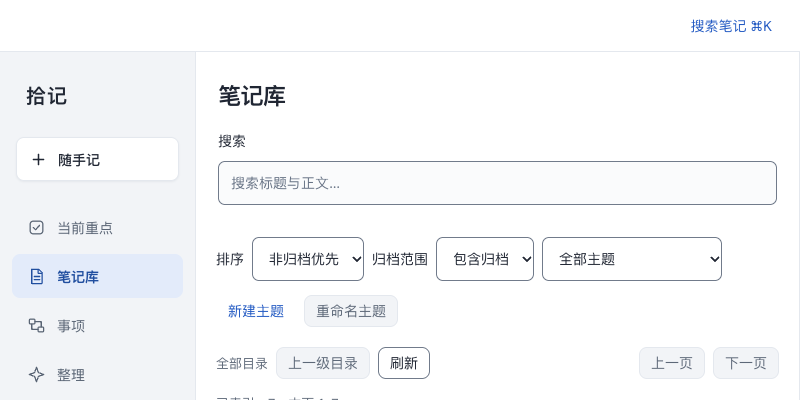 搜索笔记 ⌘K
拾记
随手记
当前重点
笔记库
事项
整理
笔记库
搜索
搜索标题与正文...
排序 非归档优先 归档范围 包含归档 全部主题
新建主题 重命名主题
全部目录 上一级目录 刷新 上一页 下一页